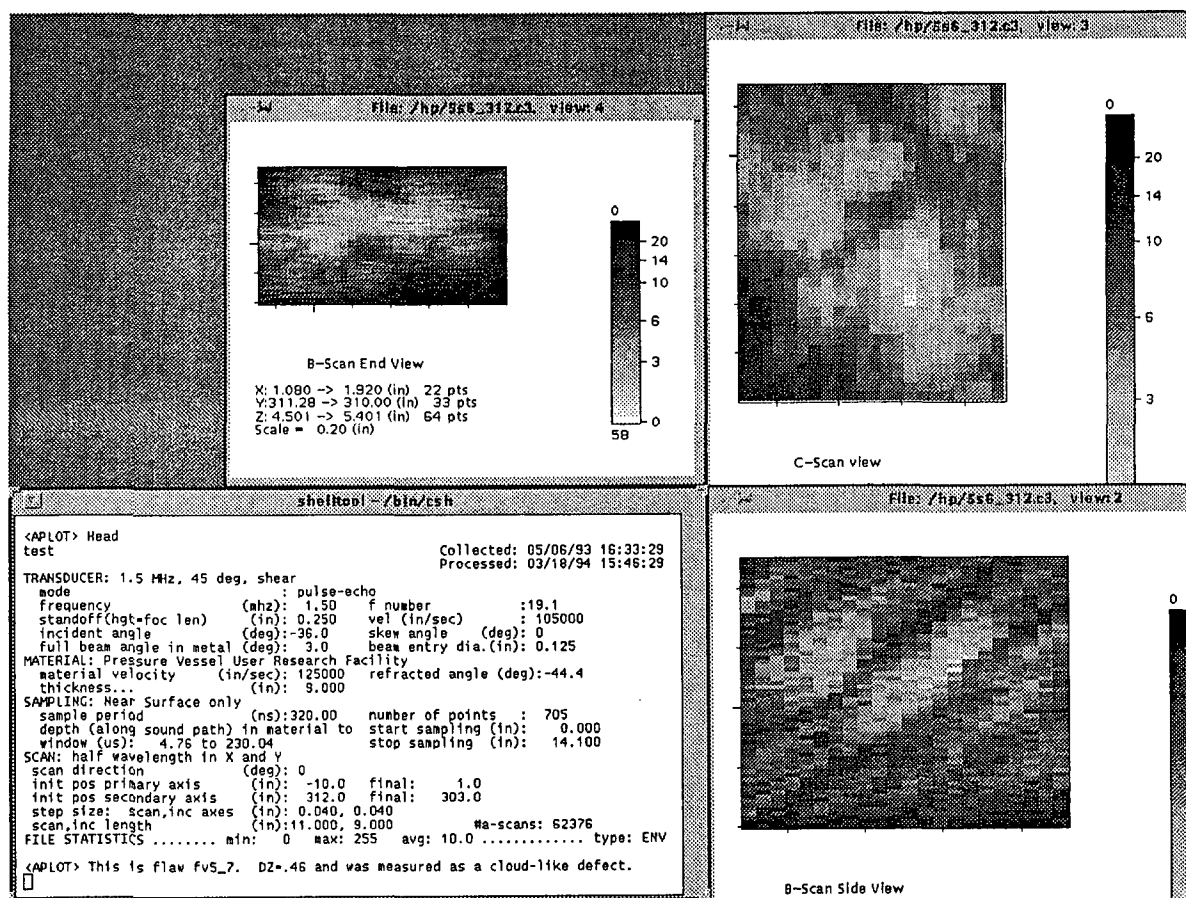 File: /hp/5s6_312.c3, view: 4
0
20
14
10
6
3
0
58
B-Scan End View
X: 1.080 -> 1.920 (in) 22 pts
Y:311.28 -> 310.00 (in) 33 pts
Z: 4.501 -> 5.401 (in) 64 pts
Scale = 0.20 (in)
File: /hp/5s6_312.c3, view: 3
0
20
14
10
6
3
C-Scan view
shelltool - /bin/csh
<APLOT> Head
test Collected: 05/06/93 16:33:29
Processed: 03/18/94 15:46:29
TRANSDUCER: 1.5 MHz, 45 deg, shear
mode : pulse-echo
frequency (mhz): 1.50 f number :19.1
standoff(hgt=foc len) (in): 0.250 vel (in/sec) : 105000
incident angle (deg):-36.0 skew angle (deg): 0
full beam angle in metal (deg): 3.0 beam entry dia.(in): 0.125
MATERIAL: Pressure Vessel User Research Facility
material velocity (in/sec): 125000 refracted angle (deg):-44.4
thickness... (in): 9.000
SAMPLING: Near Surface only
sample period (ns):320.00 number of points : 705
depth (along sound path) in material to start sampling (in): 0.000
window (us): 4.76 to 230.04 stop sampling (in): 14.100
SCAN: half wavelength in X and Y
scan direction (deg): 0
init pos primary axis (in): -10.0 final: 1.0
init pos secondary axis (in): 312.0 final: 303.0
step size: scan,inc axes (in): 0.040, 0.040
scan,inc length (in):11.000, 9.000 #a-scans: 62376
FILE STATISTICS ........ min: 0 max: 255 avg: 10.0 ............. type: ENV
<APLOT> This is flaw fv5_7. DZ=.46 and was measured as a cloud-like defect.
File: /hp/5s6_312.c3, view: 2
0
B-Scan Side View